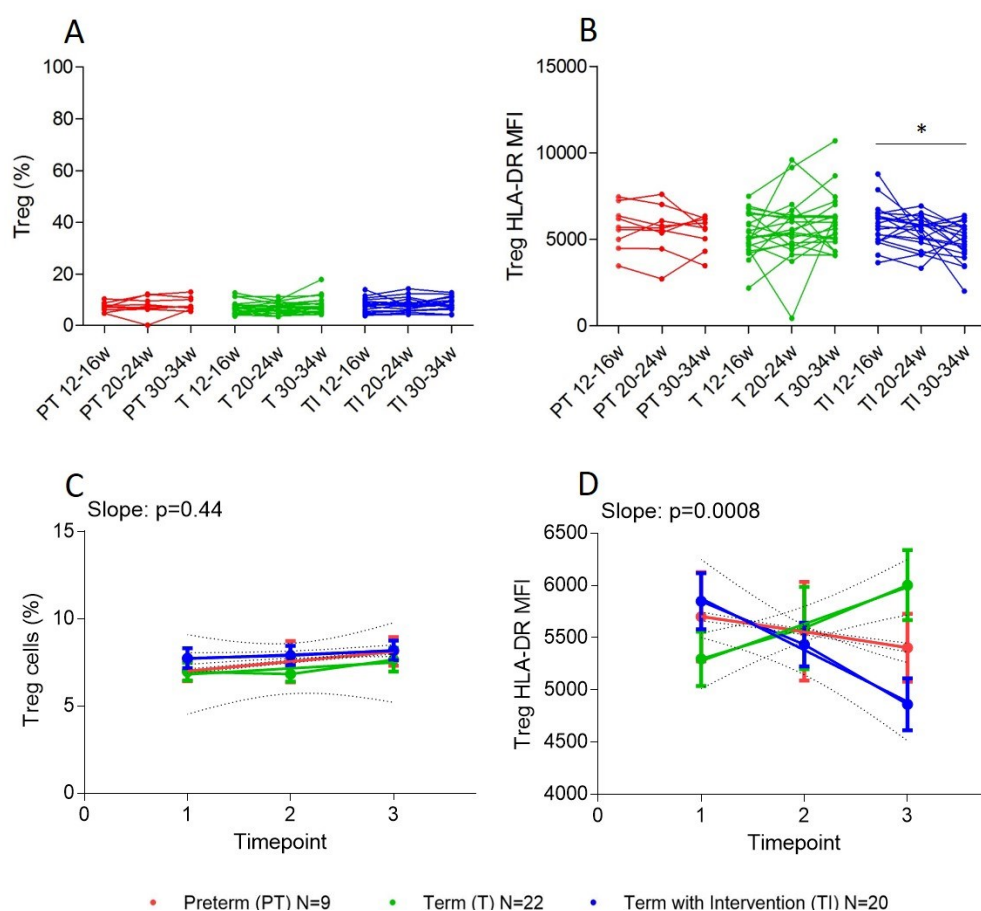 A
100
80
60
40
20
0
Treg (%)
PT 12-16w
PT 20-24w
PT 30-34w
T 12-16w
T 20-24w
T 30-34w
TI 12-16w
TI 20-24w
TI 30-34w
B
15000
10000
5000
0
Treg HLA-DR MFI
*
PT 12-16w
PT 20-24w
PT 30-34w
T 12-16w
T 20-24w
T 30-34w
TI 12-16w
TI 20-24w
TI 30-34w
C
Slope: p=0.44
15
10
5
0
Treg cells (%)
0 1 2 3
Timepoint
D
Slope: p=0.0008
6500
6000
5500
5000
4500
4000
Treg HLA-DR MFI
0 1 2 3
Timepoint
Preterm (PT) N=9 Term (T) N=22 Term with Intervention (TI) N=20